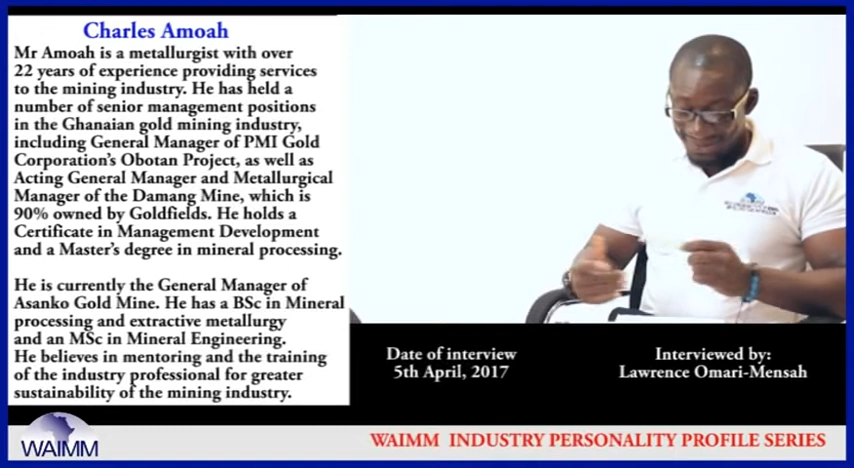 Charles Amoah
Mr Amoah is a metallurgist with over
22 years of experience providing services
to the mining industry. He has held a
number of senior management positions
in the Ghanaian gold mining industry,
including General Manager of PMI Gold
Corporation's Obotan Project, as well as
Acting General Manager and Metallurgical
Manager of the Damang Mine, which is
90% owned by Goldfields. He holds a
Certificate in Management Development
and a Master's degree in mineral processing.
He is currently the General Manager of
Asanko Gold Mine. He has a BSc in Mineral
processing and extractive metallurgy
and an MSc in Mineral Engineering.
He believes in mentoring and the training
of the industry professional for greater
sustainability of the mining industry.
Date of interview
5th April, 2017
Interviewed by:
Lawrence Omari-Mensah
WAIMM
WAIMM INDUSTRY PERSONALITY PROFILE SERIES